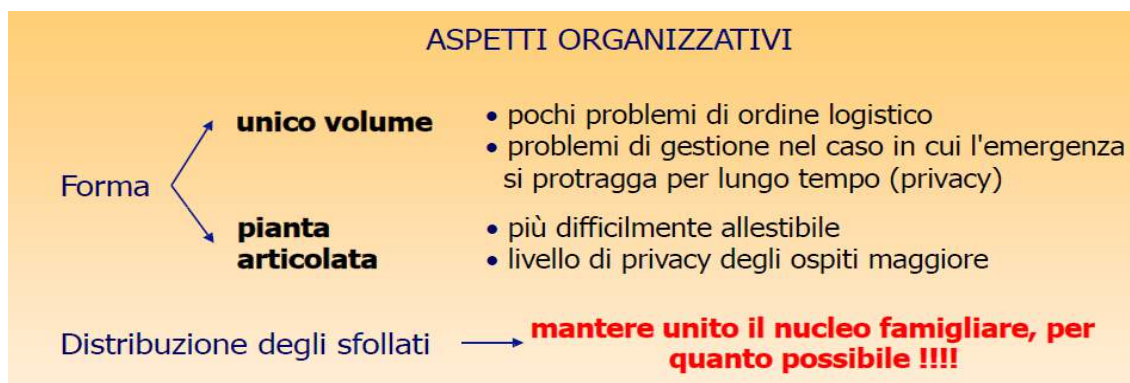 ASPETTI ORGANIZZATIVI
Forma
unico volume
• pochi problemi di ordine logistico
• problemi di gestione nel caso in cui l'emergenza
si protragga per lungo tempo (privacy)
pianta
articolata
• più difficilmente allestibile
• livello di privacy degli ospiti maggiore
Distribuzione degli sfollati
mantere unito il nucleo famigliare, per
quanto possibile !!!!